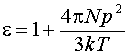 ε = 1 + 4πNp² / 3kT